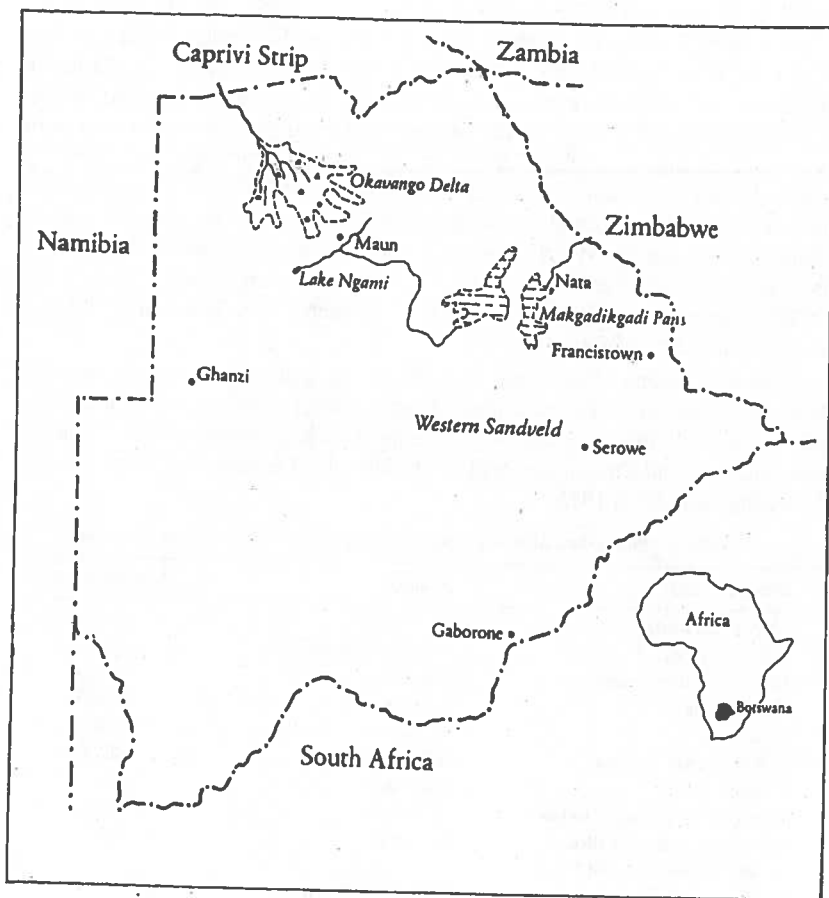 Caprivi Strip
Zambia
Okavango Delta
Namibia
Zimbabwe
Maun
Lake Ngami
Nata
Makgadikgadi Pans
Francistown
Ghanzi
Western Sandveld
Serowe
Africa
Gaborone
Botswana
South Africa